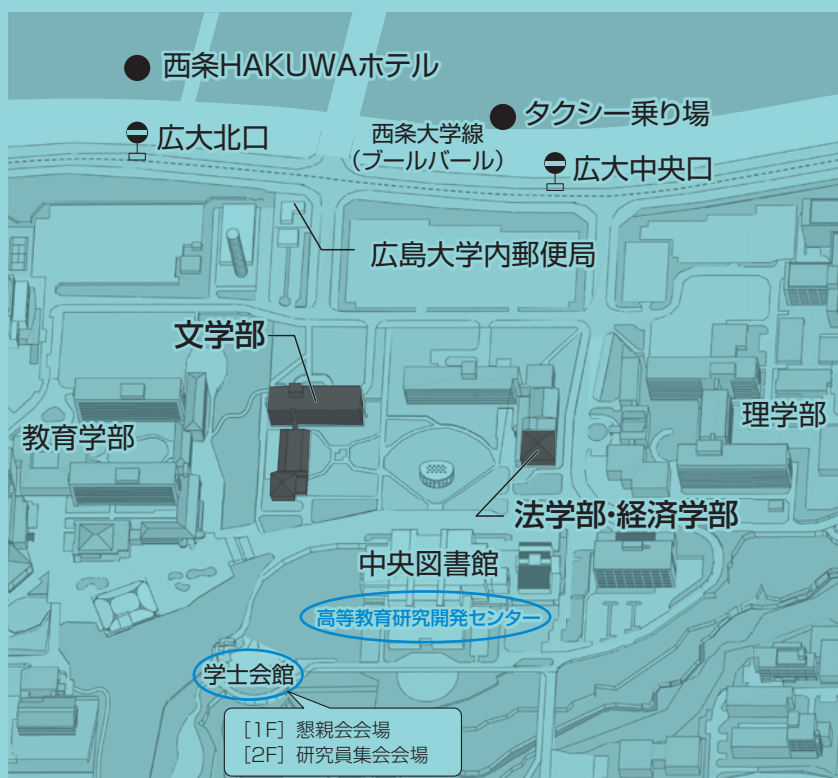 西条HAKUWAホテル
タクシー乗り場
広大北口
西条大学線
（ブールバール）
広大中央口
広島大学内郵便局
文学部
教育学部
理学部
法学部･経済学部
中央図書館
高等教育研究開発センター
学士会館
［1F］懇親会会場
［2F］研究員集会会場